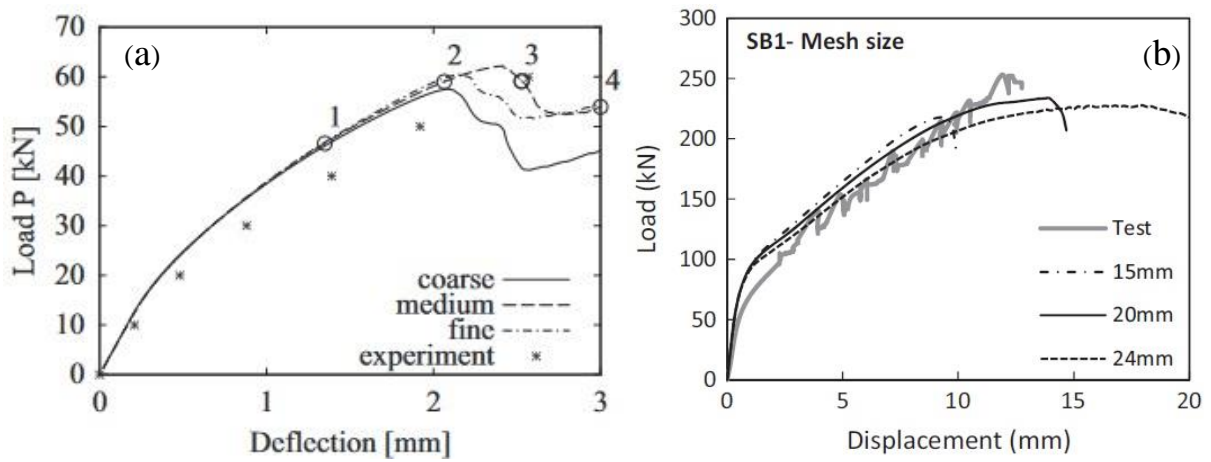 (a)
70
60
50
40
30
20
10
0
Load P [kN]
1
2
3
4
coarse
medium
fine
experiment
0
1
2
3
Deflection [mm]
(b)
SB1- Mesh size
300
250
200
150
100
50
0
Load (kN)
Test
15mm
20mm
24mm
0
5
10
15
20
Displacement (mm)